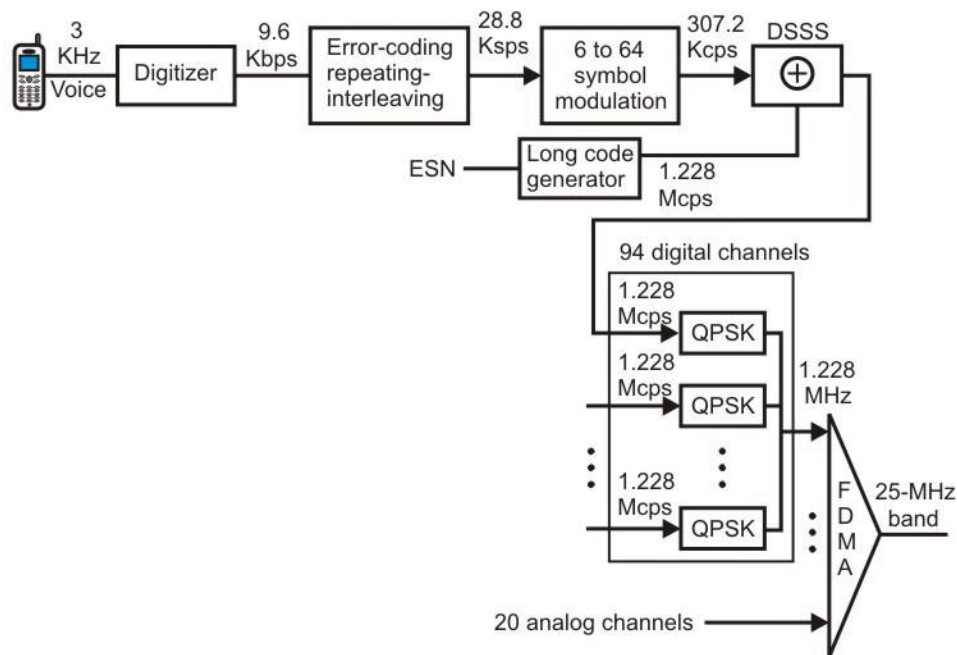 3
KHz
Voice
Digitizer
9.6
Kbps
Error-coding
repeating-
interleaving
28.8
Ksps
6 to 64
symbol
modulation
307.2
Kcps
DSSS
ESN
Long code
generator
1.228
Mcps
94 digital channels
1.228
Mcps
QPSK
1.228
Mcps
QPSK
1.228
Mcps
QPSK
1.228
MHz
F
D
M
A
25-MHz
band
20 analog channels